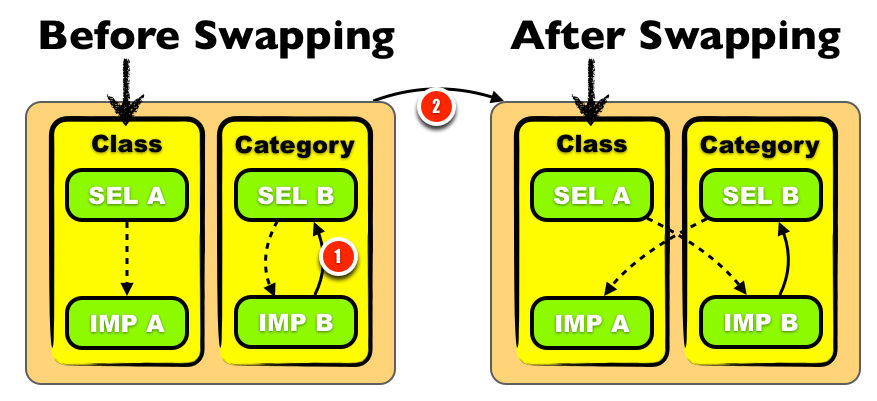 Before Swapping
After Swapping
2
Class
Category
SEL A
SEL B
1
IMP A
IMP B
Class
Category
SEL A
SEL B
IMP A
IMP B